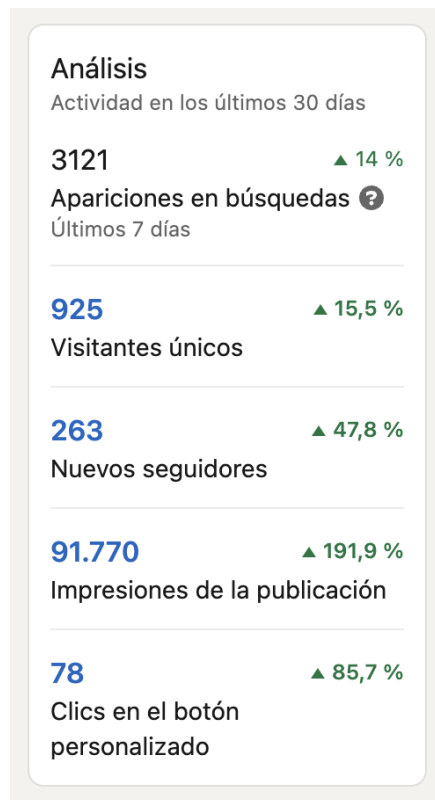 Análisis
Actividad en los últimos 30 días
3121 ▲ 14 %
Apariciones en búsquedas ?
Últimos 7 días
925 ▲ 15,5 %
Visitantes únicos
263 ▲ 47,8 %
Nuevos seguidores
91.770 ▲ 191,9 %
Impresiones de la publicación
78 ▲ 85,7 %
Clics en el botón
personalizado